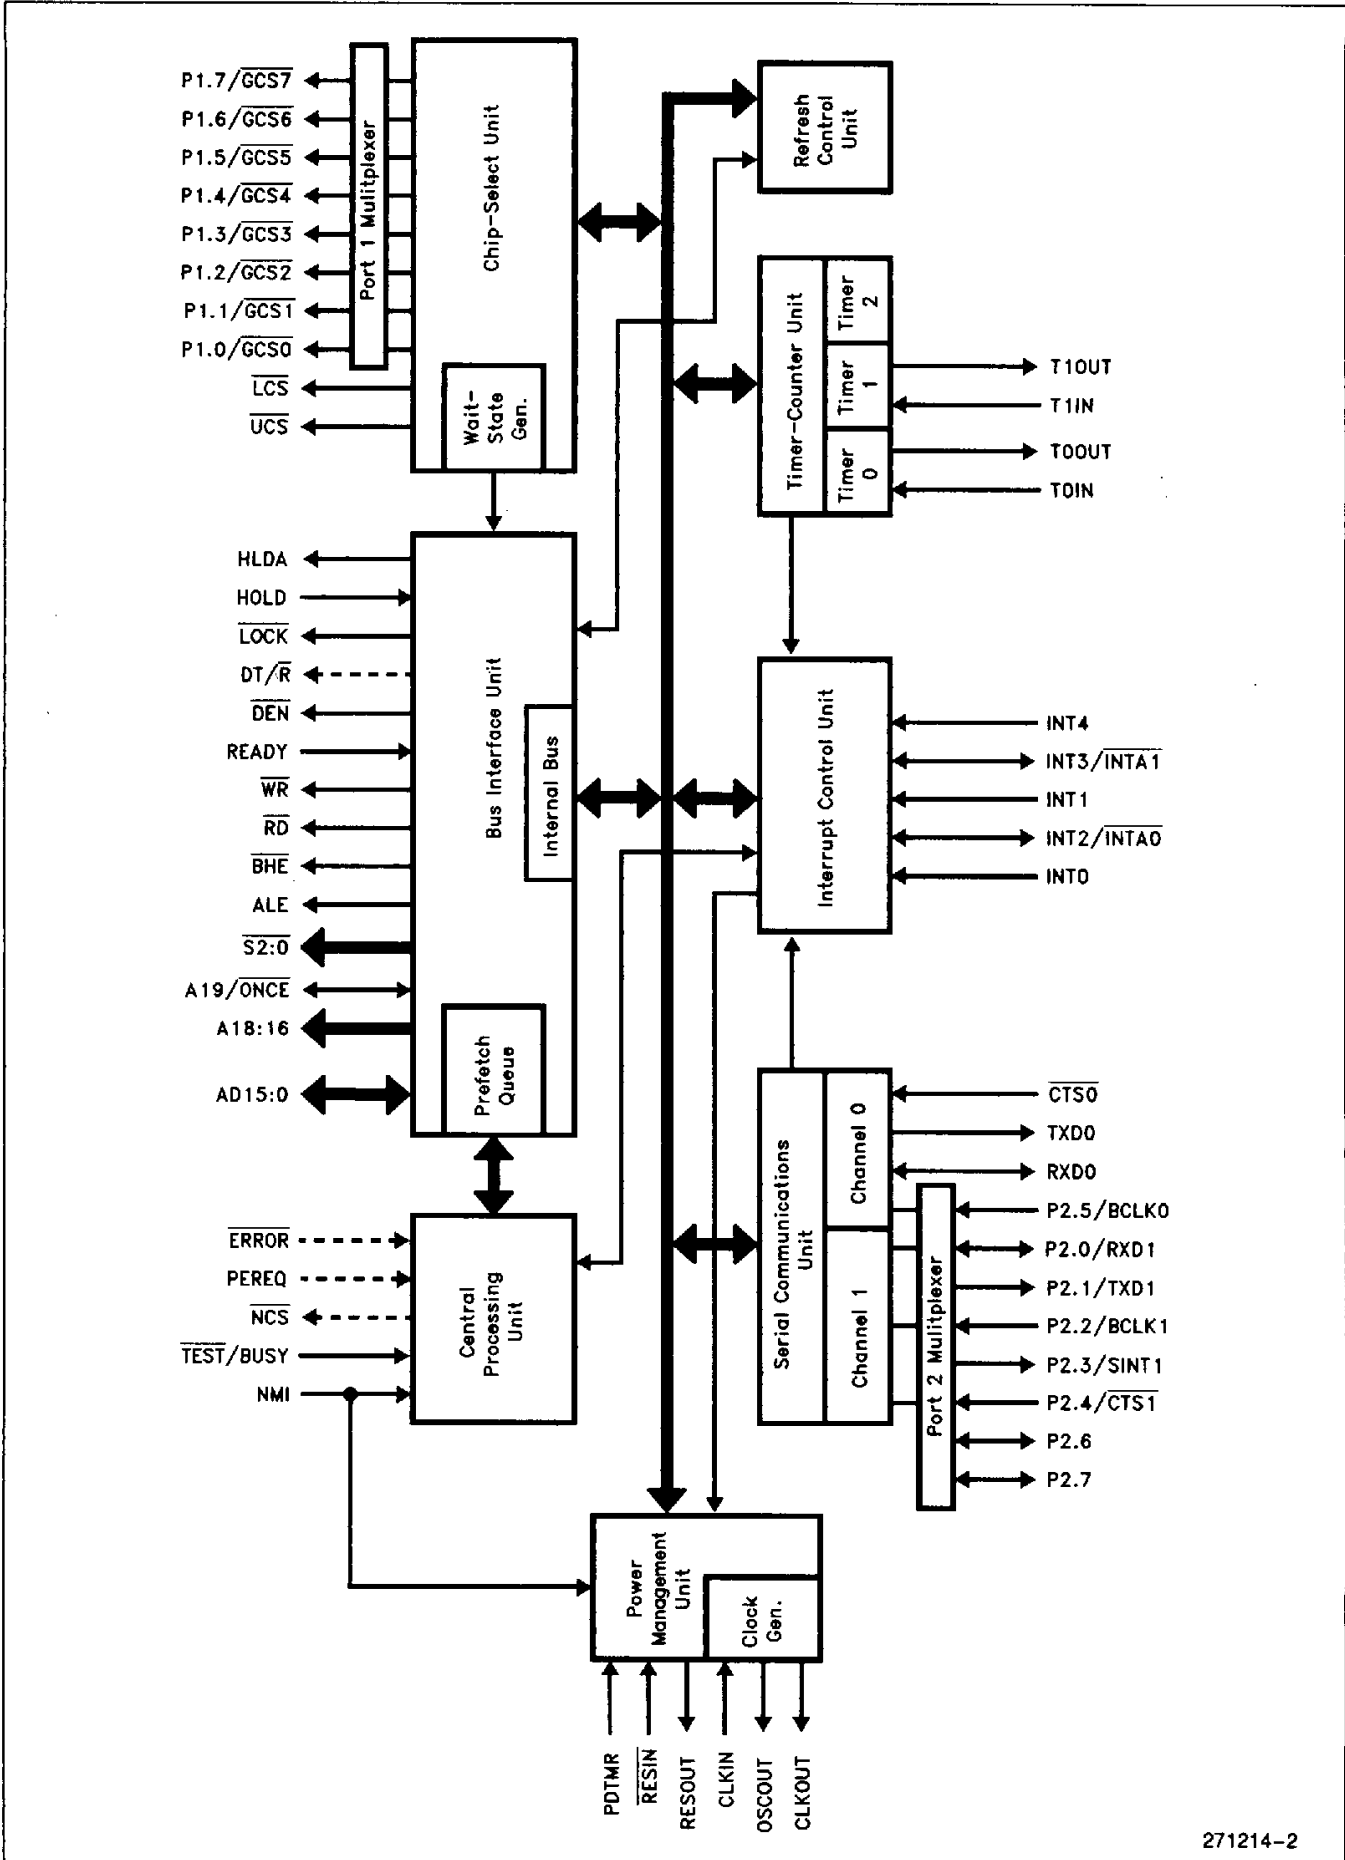 P1.7/GCS7
P1.6/GCS6
P1.5/GCS5
P1.4/GCS4
P1.3/GCS3
P1.2/GCS2
P1.1/GCS1
P1.0/GCS0
LCS
UCS
Port 1 Mulitplexer
Chip-Select Unit
Wait-
State
Gen.
Refresh
Control
Unit
Timer-Counter Unit
Timer
2
Timer
1
Timer
0
T1OUT
T1IN
T0OUT
T0IN
HLDA
HOLD
LOCK
DT/R
DEN
READY
WR
RD
BHE
ALE
S2:0
A19/ONCE
A18:16
AD15:0
Bus Interface Unit
Internal Bus
Prefetch
Queue
Interrupt Control Unit
INT4
INT3/INTA1
INT1
INT2/INTA0
INT0
ERROR
PEREQ
NCS
TEST/BUSY
NMI
Central
Processing
Unit
Serial Communications
Unit
Channel 0
Channel 1
Port 2 Mulitplexer
CTS0
TXD0
RXD0
P2.5/BCLK0
P2.0/RXD1
P2.1/TXD1
P2.2/BCLK1
P2.3/SINT1
P2.4/CTS1
P2.6
P2.7
Power
Management
Unit
Clock
Gen.
PDTMR
RESIN
RESOUT
CLKIN
OSCOUT
CLKOUT
271214-2